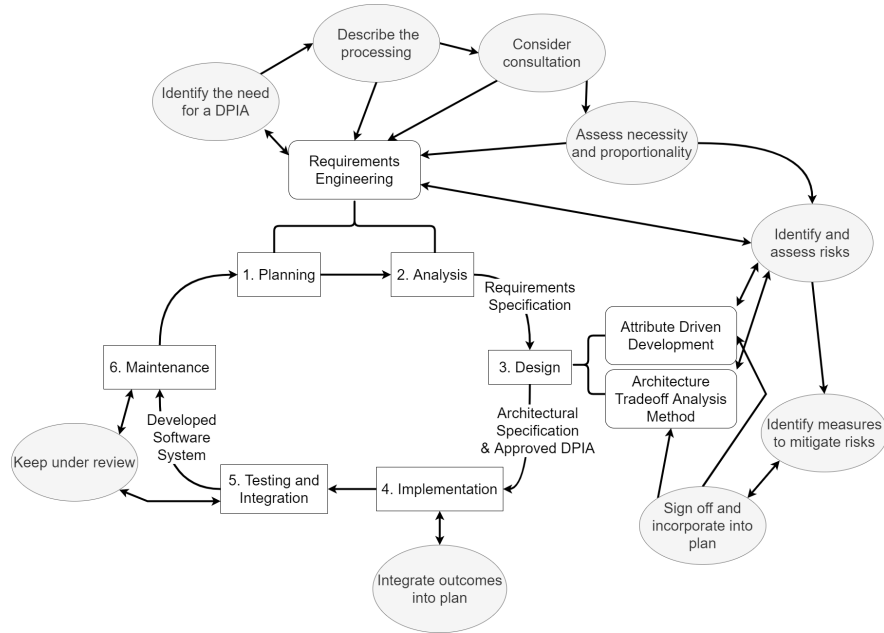 Describe the
processing
Consider
consultation
Identify the need
for a DPIA
Assess necessity
and proportionality
Requirements
Engineering
Identify and
assess risks
1. Planning
2. Analysis
Requirements
Specification
Attribute Driven
Development
6. Maintenance
3. Design
Architecture
Tradeoff Analysis
Method
Developed
Software
System
Architectural
Specification
& Approved DPIA
Identify measures
to mitigate risks
Keep under review
5. Testing and
Integration
4. Implementation
Sign off and
incorporate into
plan
Integrate outcomes
into plan